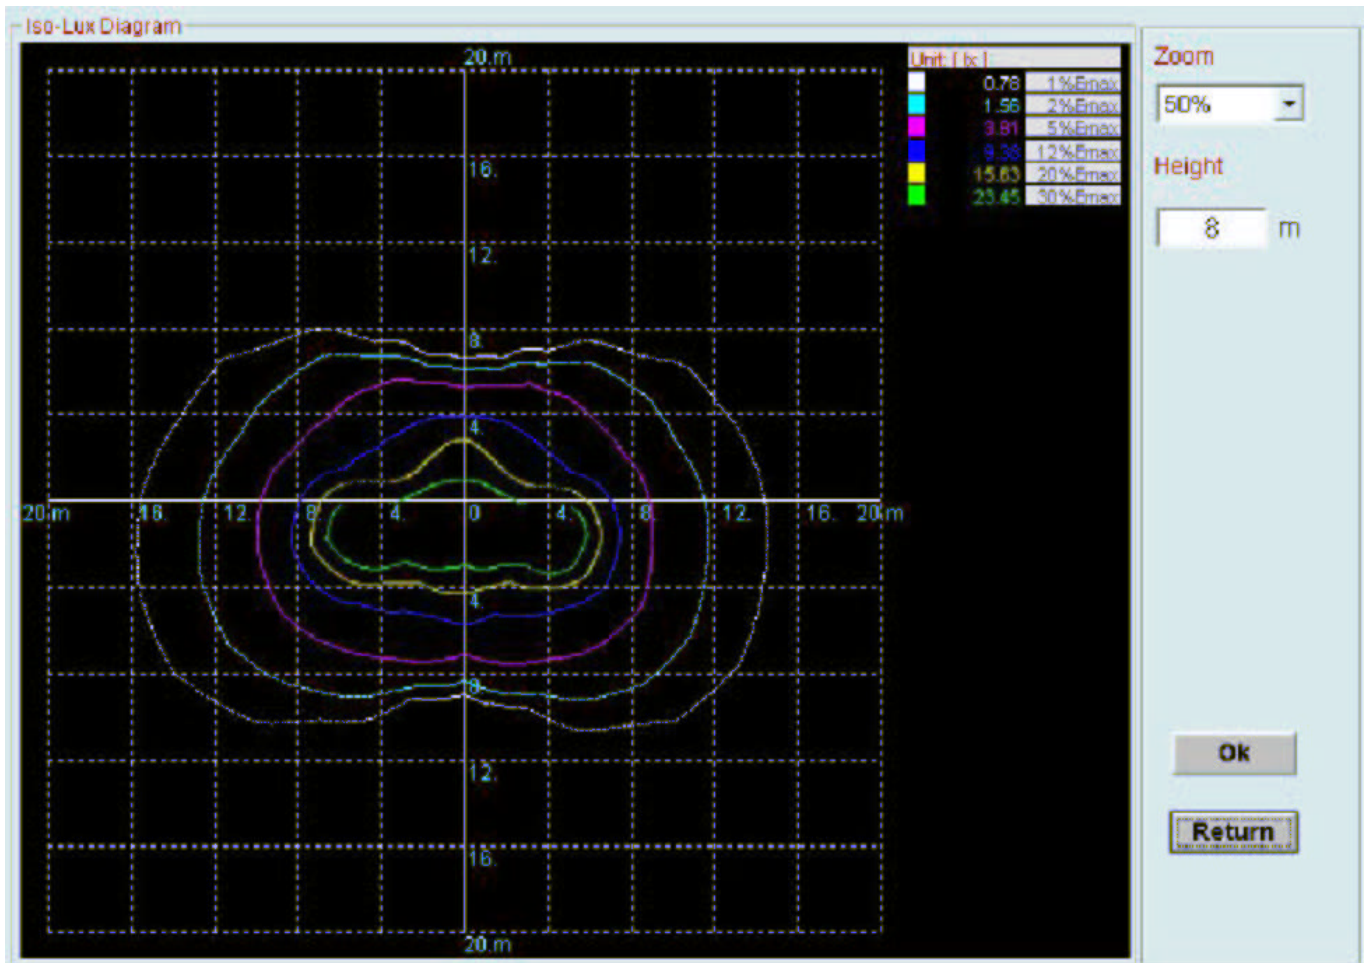 Iso-Lux Diagram
Unit: [ lx ]
0.78 1%Emax
1.56 2%Emax
3.91 5%Emax
9.38 12%Emax
15.63 20%Emax
23.45 30%Emax
20.m
16.
12.
8.
4.
20.m 16. 12. 8. 4. 0 4. 8. 12. 16. 20.m
4.
8.
12.
16.
20.m
Zoom
50%
Height
8 m
Ok
Return